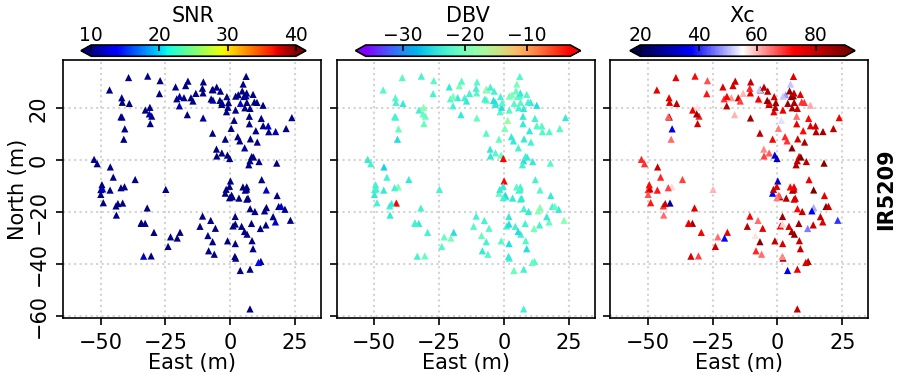 SNR DBV Xc
10 20 30 40 −30 −20 −10 20 40 60 80
20
0
−20
−40
−60
North (m)
IR5209
−50 −25 0 25 −50 −25 0 25 −50 −25 0 25
East (m) East (m) East (m)